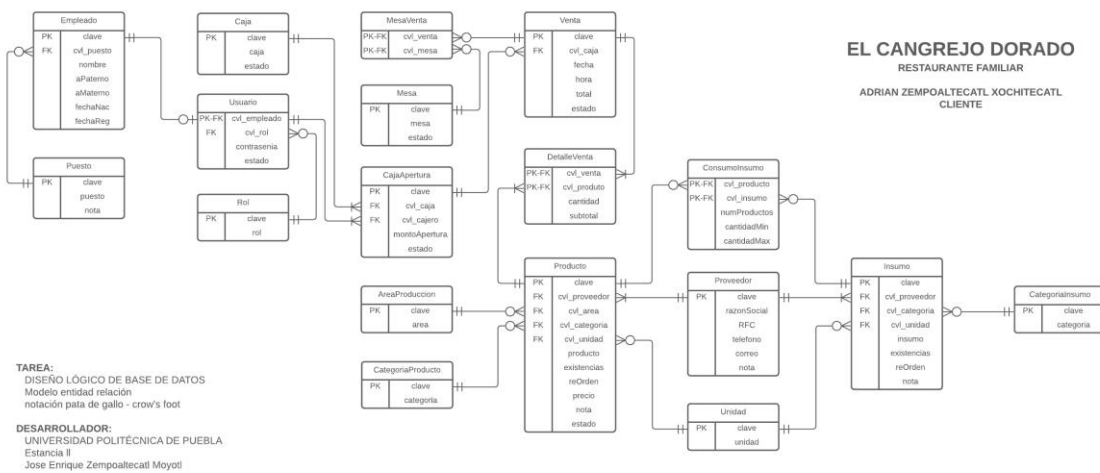 Empleado
PK clave
FK cvl_puesto
nombre
aPaterno
aMaterno
fechaNac
fechaReg
Puesto
PK clave
puesto
nota
Caja
PK clave
caja
estado
Usuario
PK-FK cvl_empleado
FK cvl_rol
contrasenia
estado
Rol
PK clave
rol
MesaVenta
PK-FK cvl_venta
PK-FK cvl_mesa
Mesa
PK clave
mesa
estado
CajaApertura
PK clave
FK cvl_caja
FK cvl_cajero
montoApertura
estado
AreaProduccion
PK clave
area
CategoriaProducto
PK clave
categoria
Venta
PK clave
FK cvl_caja
fecha
hora
total
estado
DetalleVenta
PK-FK cvl_venta
PK-FK cvl_produto
cantidad
subtotal
Producto
PK clave
FK cvl_proveedor
FK cvl_area
FK cvl_categoria
FK cvl_unidad
producto
existencias
reOrden
precio
nota
estado
ConsumoInsumo
PK-FK cvl_producto
PK-FK cvl_insumo
numProductos
cantidadMin
cantidadMax
Proveedor
PK clave
razonSocial
RFC
telefono
correo
nota
Unidad
PK clave
unidad
Insumo
PK clave
FK cvl_proveedor
FK cvl_categoria
FK cvl_unidad
insumo
existencias
reOrden
nota
CategoriaInsumo
PK clave
categoria
EL CANGREJO DORADO
RESTAURANTE FAMILIAR
ADRIAN ZEMPOALTECATL XOCHITECATL
CLIENTE
TAREA:
DISEÑO LÓGICO DE BASE DE DATOS
Modelo entidad relación
notación pata de gallo - crow's foot
DESARROLLADOR:
UNIVERSIDAD POLITÉCNICA DE PUEBLA
Estancia II
Jose Enrique Zempoaltecatl Moyotl